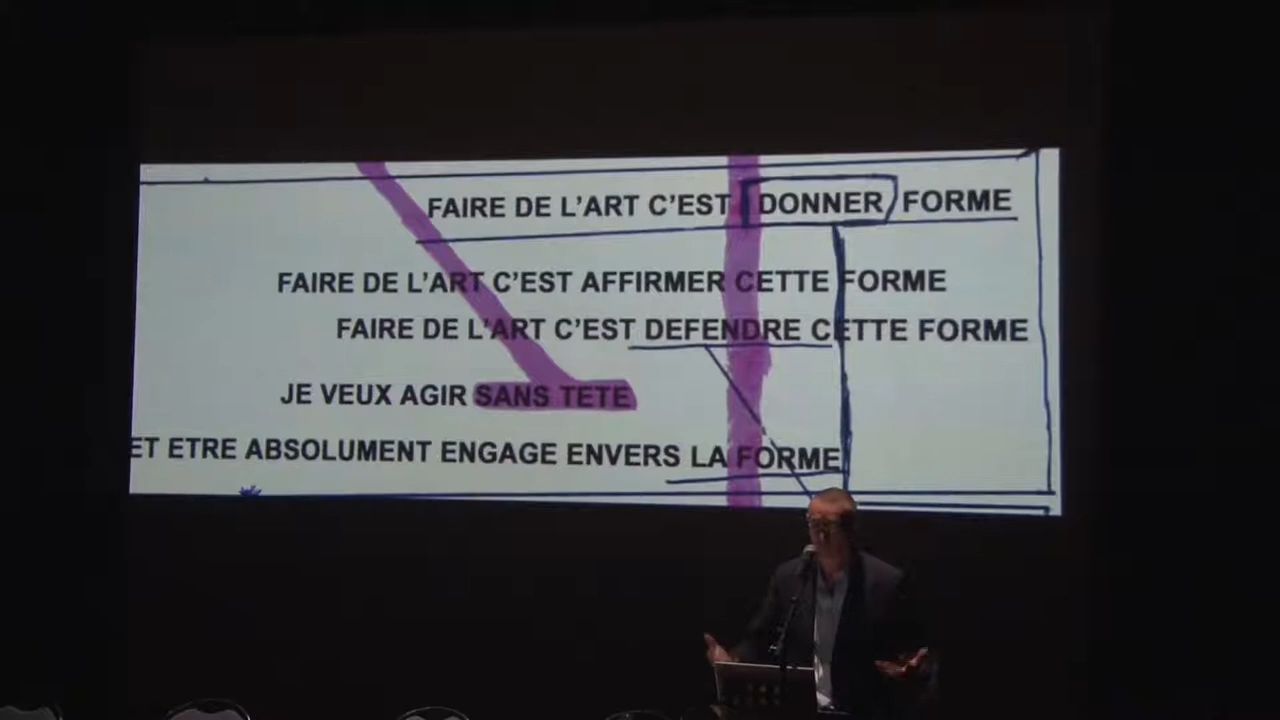 FAIRE DE L'ART C'EST DONNER FORME
FAIRE DE L'ART C'EST AFFIRMER CETTE FORME
FAIRE DE L'ART C'EST DEFENDRE CETTE FORME
JE VEUX AGIR SANS TETE
ET ETRE ABSOLUMENT ENGAGE ENVERS LA FORME